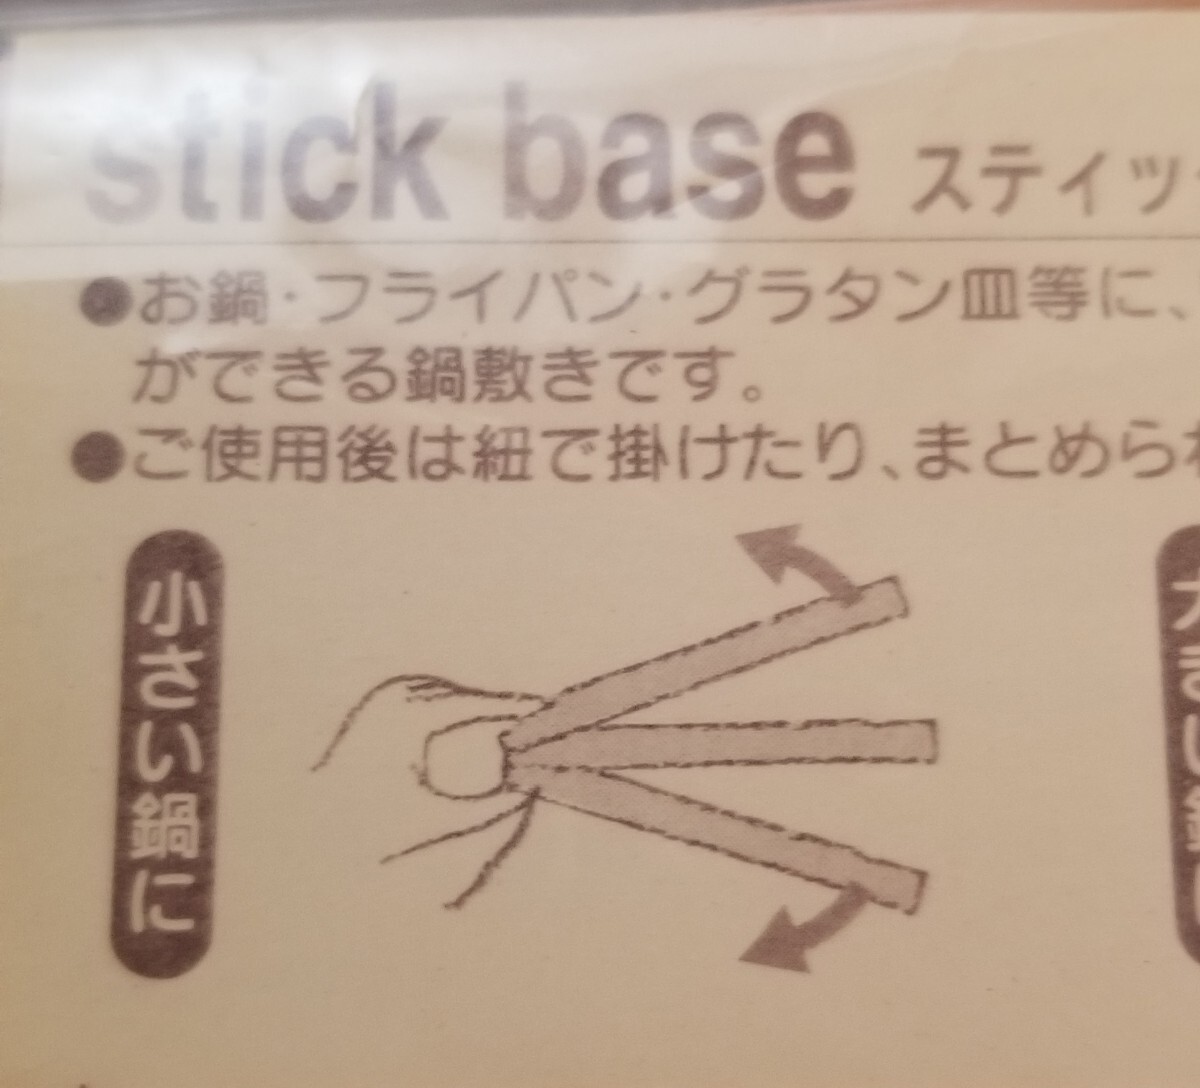 stick base スティッ
●お鍋・フライパン・グラタン皿等に、
ができる鍋敷きです。
●ご使用後は紐で掛けたり、まとめられ
小さい鍋に